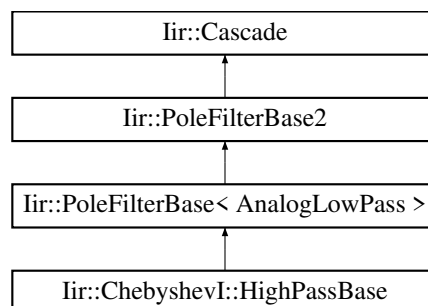 Iir::Cascade
Iir::PoleFilterBase2
Iir::PoleFilterBase< AnalogLowPass >
Iir::ChebyshevI::HighPassBase